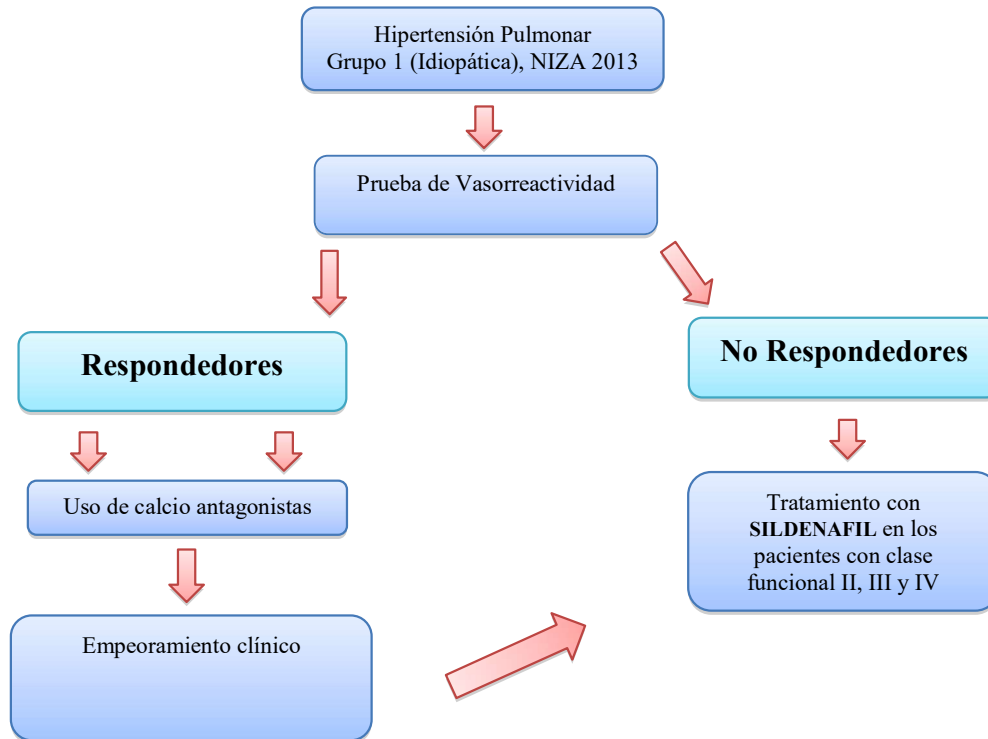 Hipertensión Pulmonar
Grupo 1 (Idiopática), NIZA 2013
Prueba de Vasorreactividad
Respondedores
No Respondedores
Uso de calcio antagonistas
Tratamiento con
SILDENAFIL en los
pacientes con clase
funcional II, III y IV
Empeoramiento clínico